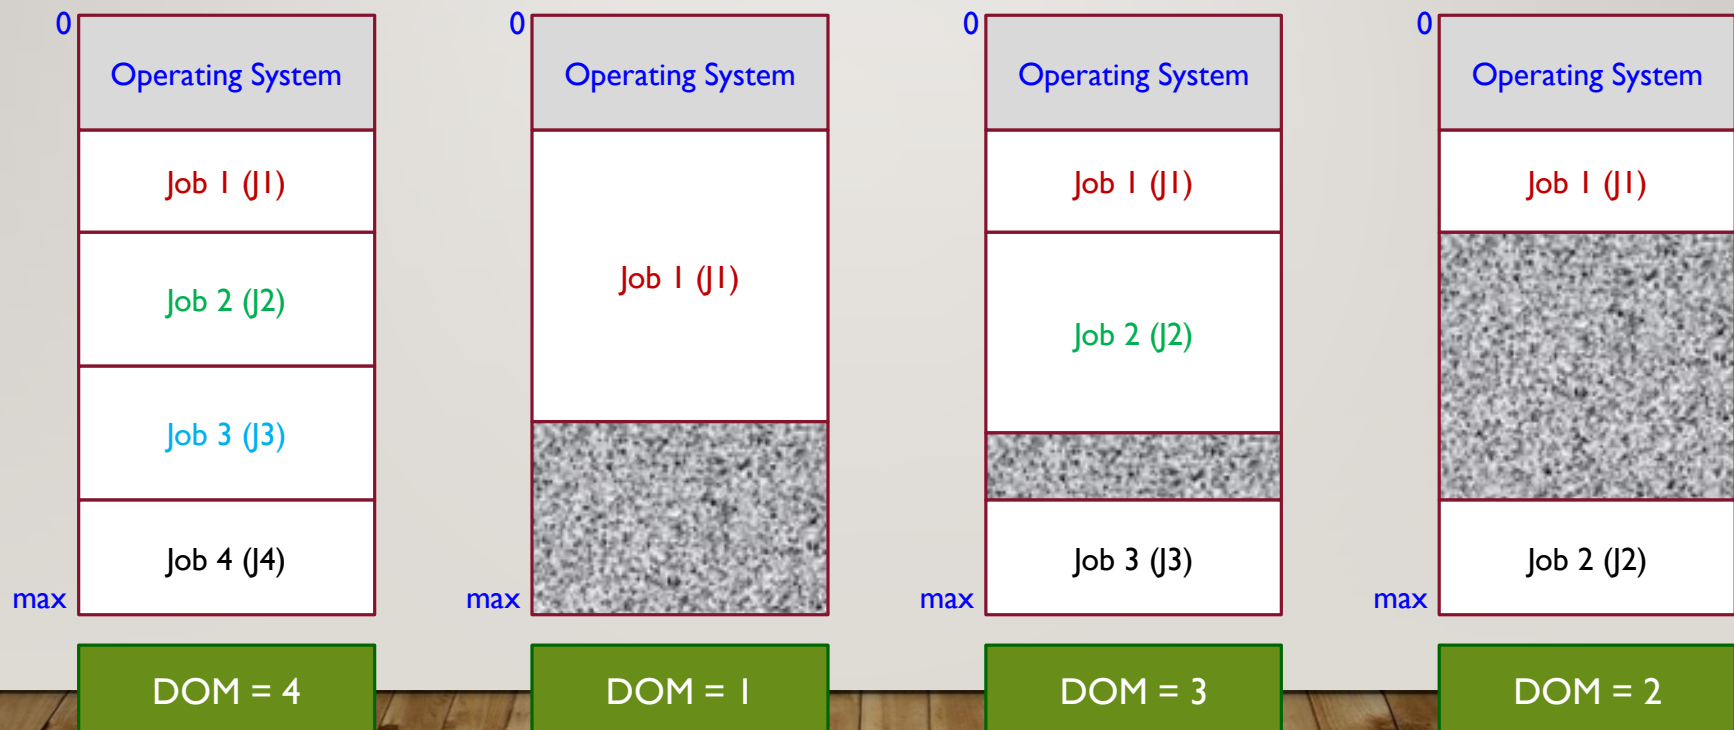 0
Operating System
Job 1 (J1)
Job 2 (J2)
Job 3 (J3)
Job 4 (J4)
max
DOM = 4
0
Operating System
Job 1 (J1)
max
DOM = 1
0
Operating System
Job 1 (J1)
Job 2 (J2)
Job 3 (J3)
max
DOM = 3
0
Operating System
Job 1 (J1)
Job 2 (J2)
max
DOM = 2